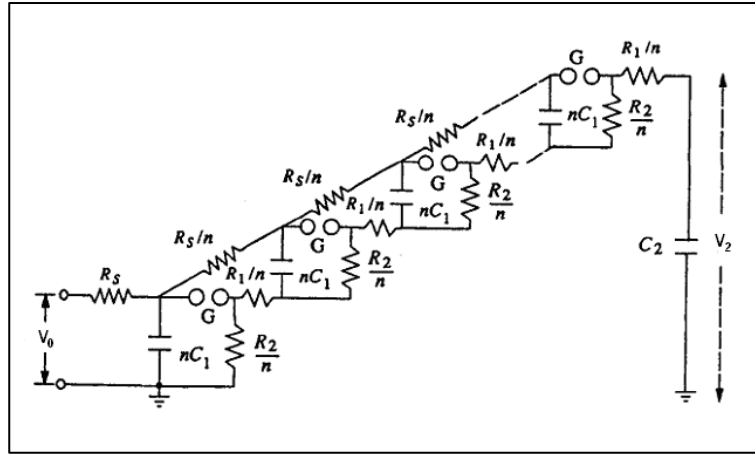 G
R₁/n
Rₛ/n
nC₁
R₂/n
R₁/n
G
Rₛ/n
R₁/n
nC₁
R₂/n
C₂
V₂
Rₛ/n
G
R₁/n
nC₁
R₂/n
Rₛ
G
V₀
nC₁
R₂/n